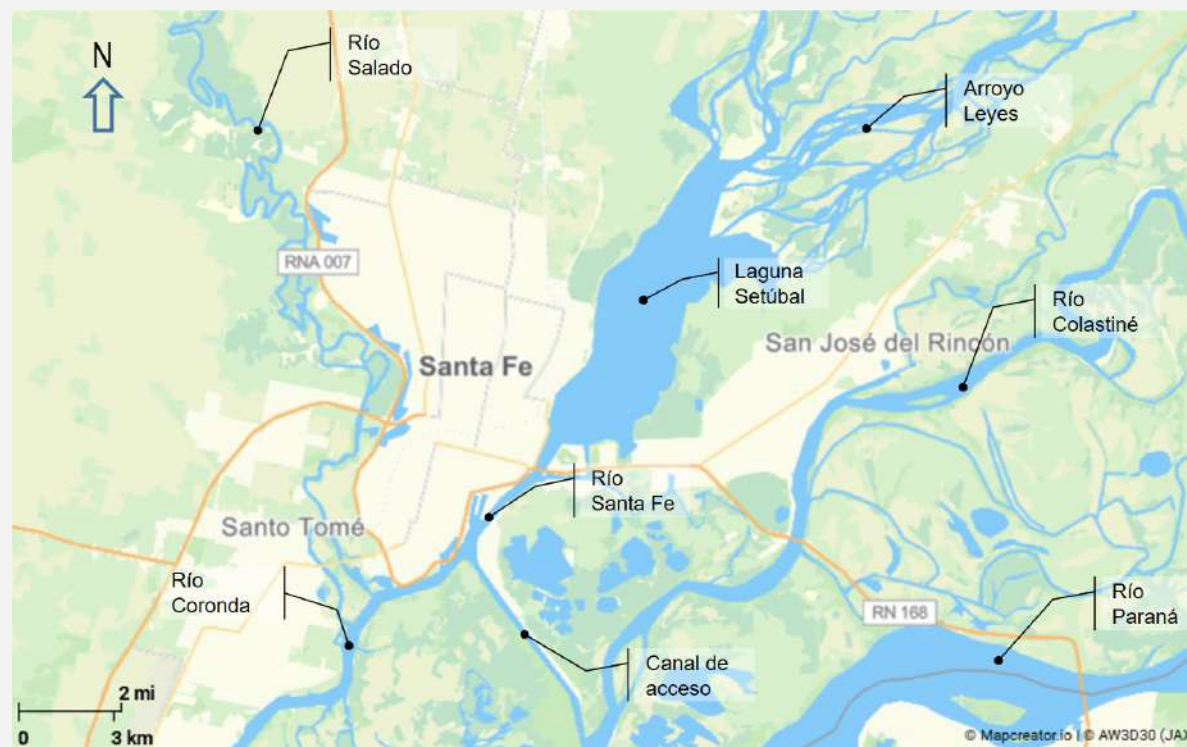 N
Río
Salado
Arroyo
Leyes
RNA 007
Laguna
Setúbal
Río
Colastiné
San José del Rincón
Santa Fe
Río
Santa Fe
Santo Tomé
Río
Coronda
RN 168
Río
Paraná
Canal de
acceso
2 mi
0
3 km
© Mapcreator.io | © AW3D30 (JAX